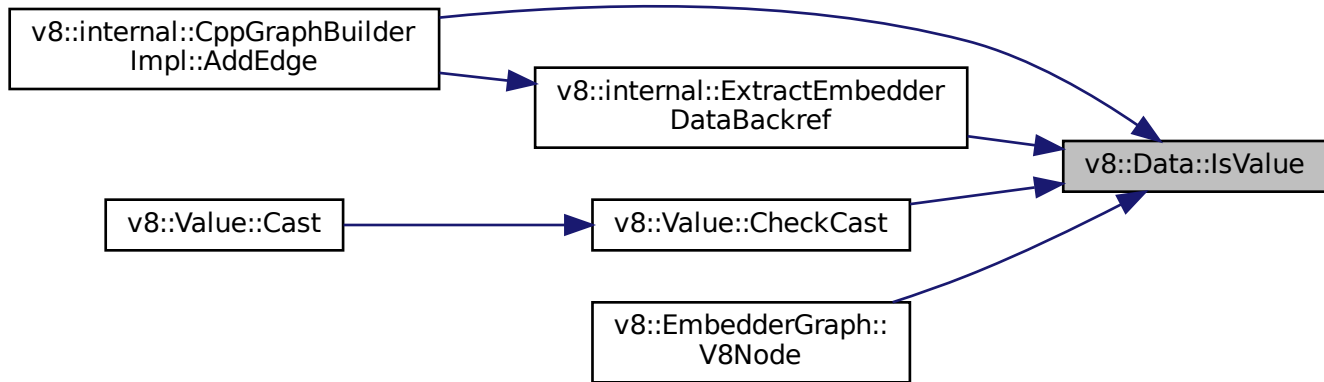 v8::internal::CppGraphBuilder
Impl::AddEdge
v8::internal::ExtractEmbedder
DataBackref
v8::Data::IsValue
v8::Value::Cast
v8::Value::CheckCast
v8::EmbedderGraph::
V8Node